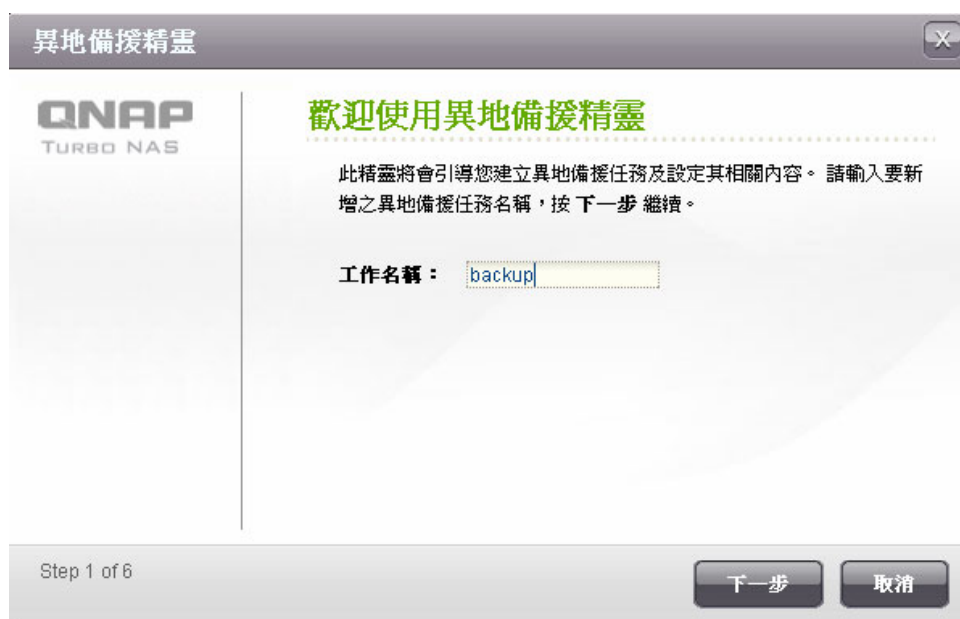 異地備援精靈
QNAP
TURBO NAS
歡迎使用異地備援精靈
此精靈將會引導您建立異地備援任務及設定其相關內容。 請輸入要新
增之異地備援任務名稱，按 下一步 繼續。
工作名稱： backup
Step 1 of 6
下一步 取消